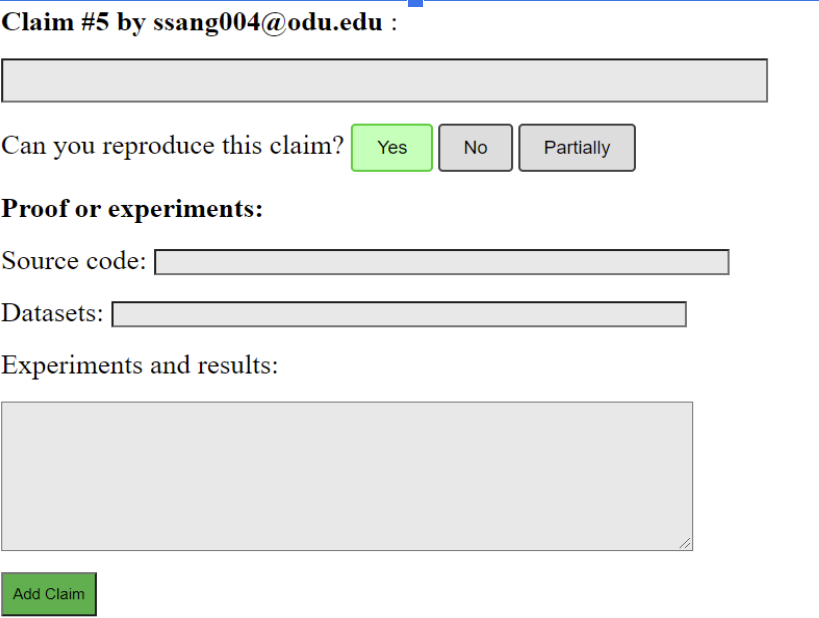 Claim #5 by ssang004@odu.edu :
Can you reproduce this claim? Yes No Partially
Proof or experiments:
Source code:
Datasets:
Experiments and results:
Add Claim